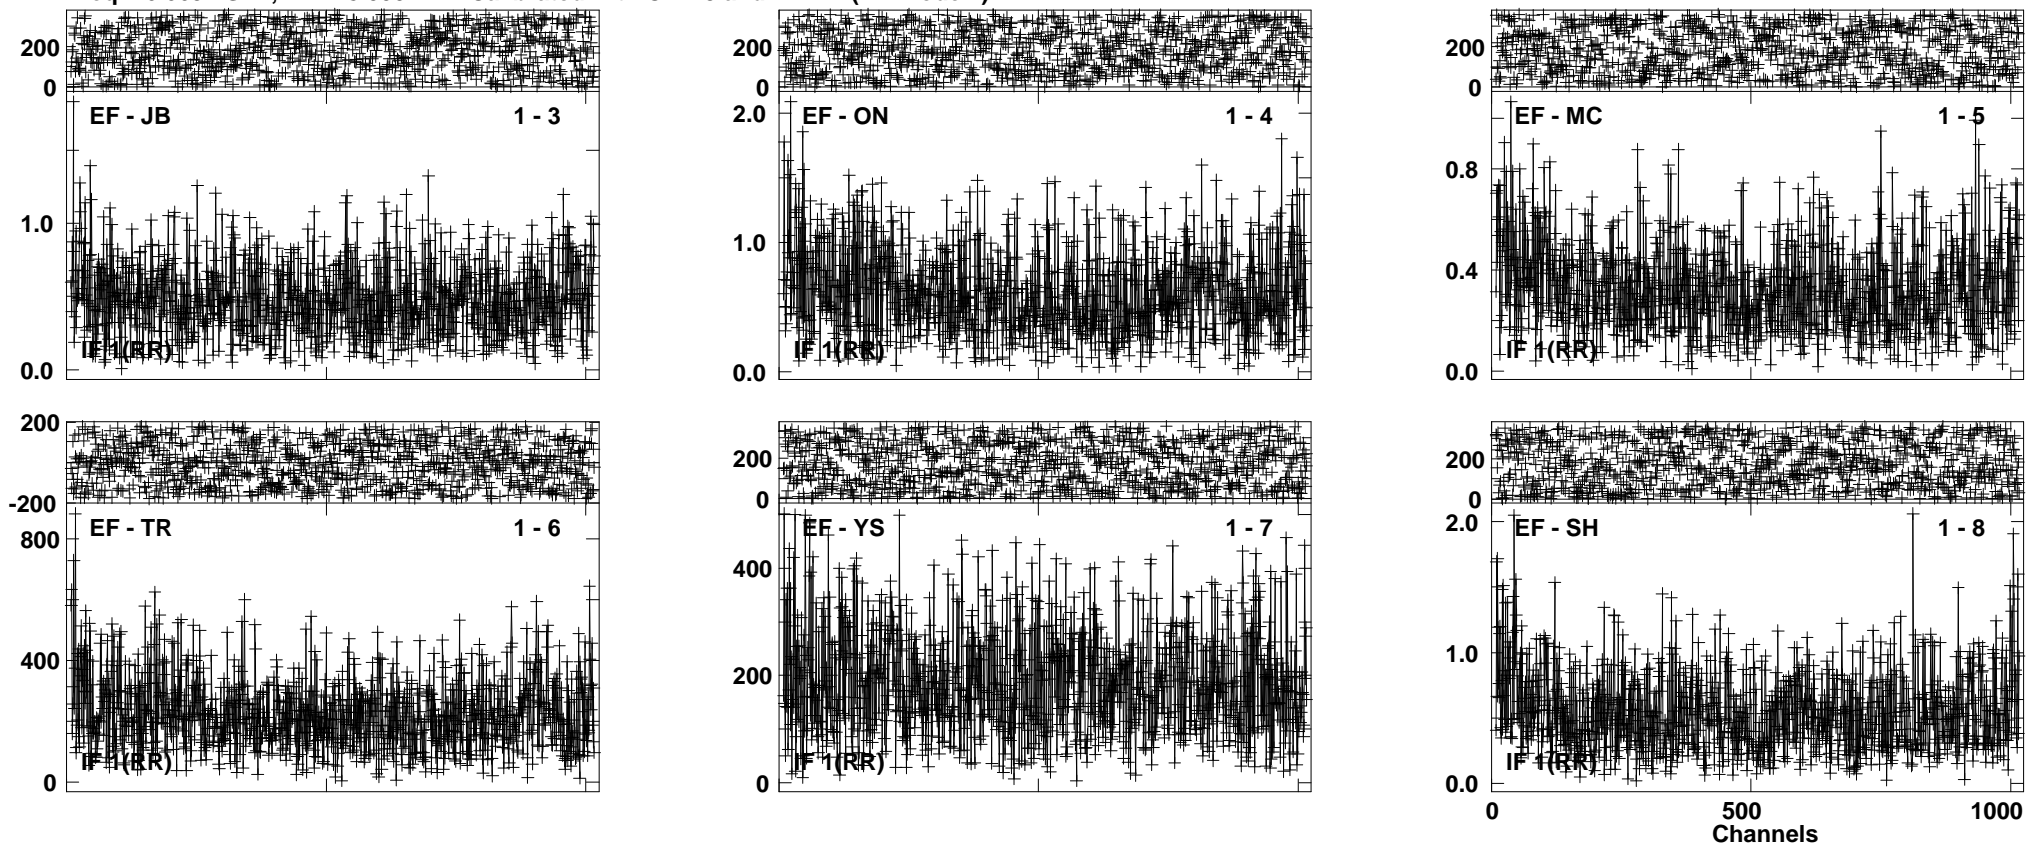 200
0
EF - JB 1 - 3
1.0
IF 1(RR)
0.0
200
0
EF - ON 1 - 4
2.0
1.0
IF 1(RR)
0.0
200
0
EF - MC 1 - 5
0.8
0.4
IF 1(RR)
0.0
200
-200
EF - TR 1 - 6
800
400
IF 1(RR)
0
200
0
EF - YS 1 - 7
400
200
IF 1(RR)
0
200
0
EF - SH 1 - 8
2.0
1.0
IF 1(RR)
0.0
0 500 1000
Channels